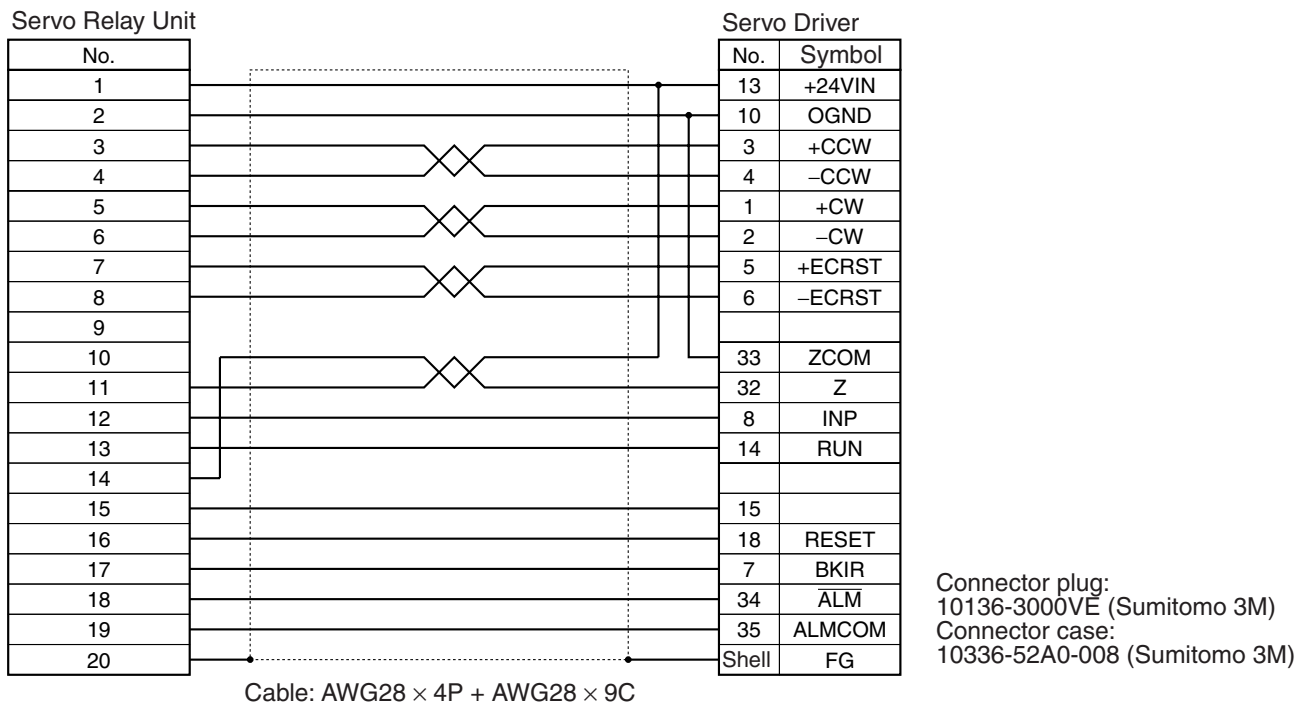 Servo Relay Unit Servo Driver
No. No. Symbol
1 13 +24VIN
2 10 OGND
3 3 +CCW
4 4 −CCW
5 1 +CW
6 2 −CW
7 5 +ECRST
8 6 −ECRST
9
10 33 ZCOM
11 32 Z
12 8 INP
13 14 RUN
14
15 15
16 18 RESET
17 7 BKIR
18 34 A̅L̅M̅
19 35 ALMCOM
20 Shell FG
Connector plug:
10136-3000VE (Sumitomo 3M)
Connector case:
10336-52A0-008 (Sumitomo 3M)
Cable: AWG28 × 4P + AWG28 × 9C